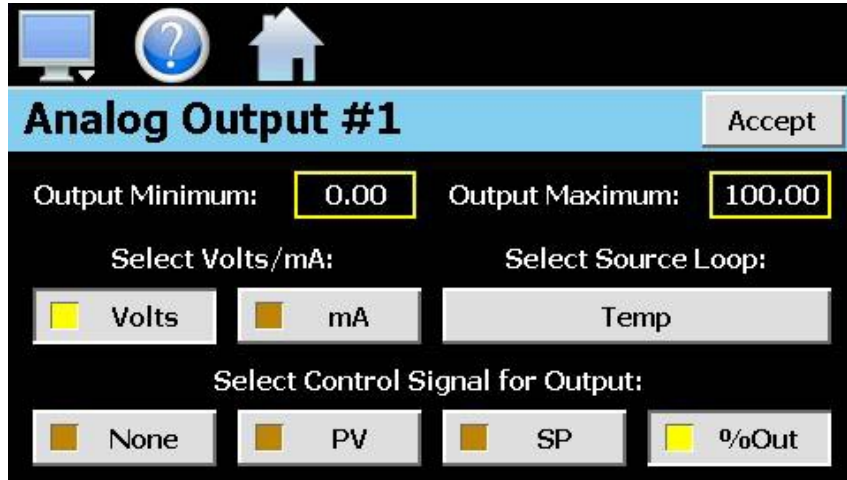 ?
Analog Output #1 Accept
Output Minimum: 0.00 Output Maximum: 100.00
Select Volts/mA: Select Source Loop:
Volts mA Temp
Select Control Signal for Output:
None PV SP %Out